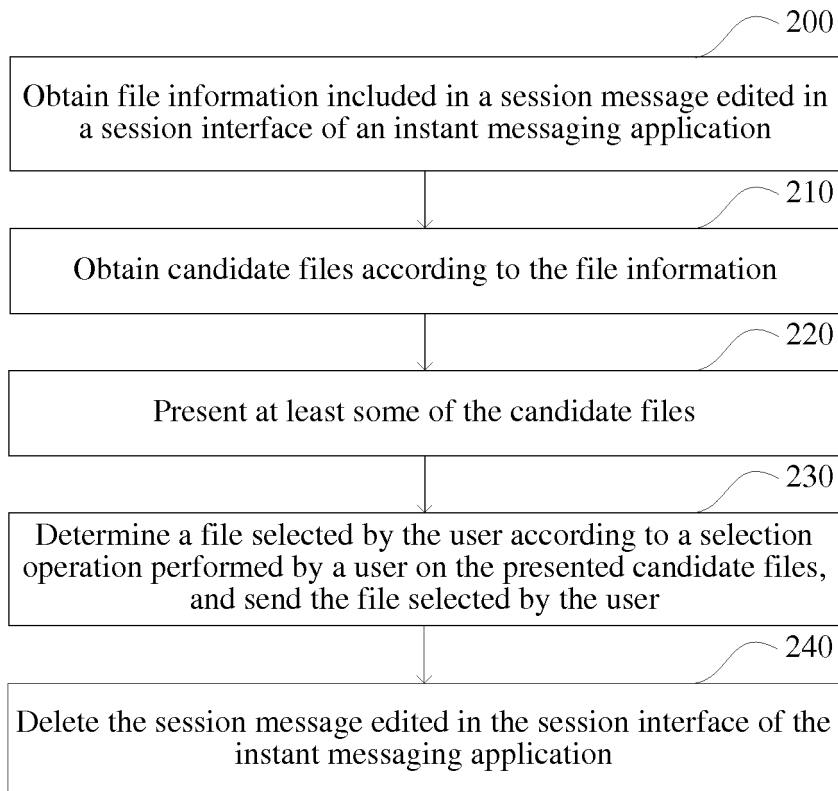 200
Obtain file information included in a session message edited in
a session interface of an instant messaging application
210
Obtain candidate files according to the file information
220
Present at least some of the candidate files
230
Determine a file selected by the user according to a selection
operation performed by a user on the presented candidate files,
and send the file selected by the user
240
Delete the session message edited in the session interface of the
instant messaging application